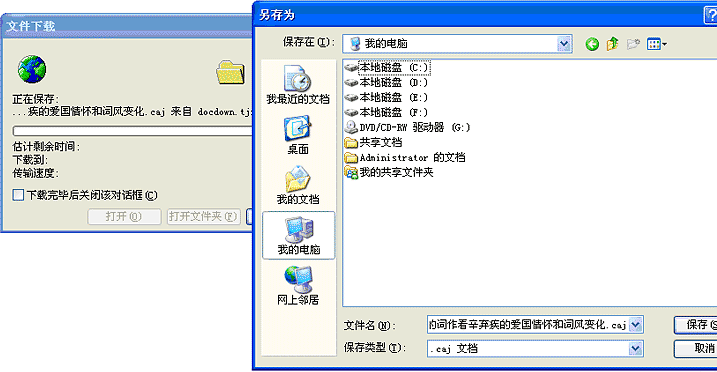 文件下载
正在保存:
...疾的爱国情怀和词风变化.caj 来自 docdown.tj
估计剩余时间:
下载到:
传输速度:
下载完毕后关闭该对话框(C)
打开(O)
打开文件夹(F)
另存为
保存在(I):
我的电脑
我最近的文档
桌面
我的文档
我的电脑
网上邻居
本地磁盘 (C:)
本地磁盘 (D:)
本地磁盘 (E:)
本地磁盘 (F:)
DVD/CD-RW 驱动器 (G:)
共享文档
Administrator 的文档
我的共享文件夹
文件名(N):
的词作看辛弃疾的爱国情怀和词风变化.caj
保存(S
保存类型(T):
.caj 文档
取消